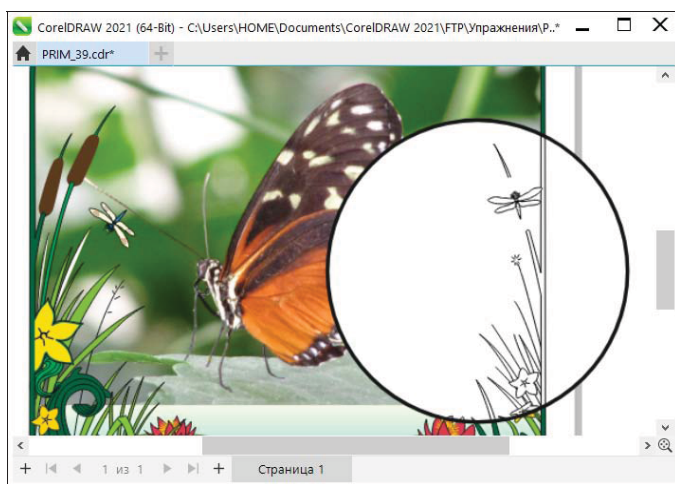 CorelDRAW 2021 (64-Bit) - C:\Users\HOME\Documents\CorelDRAW 2021\FTP\Упражнения\P..*
PRIM_39.cdr*
1 из 1
Страница 1